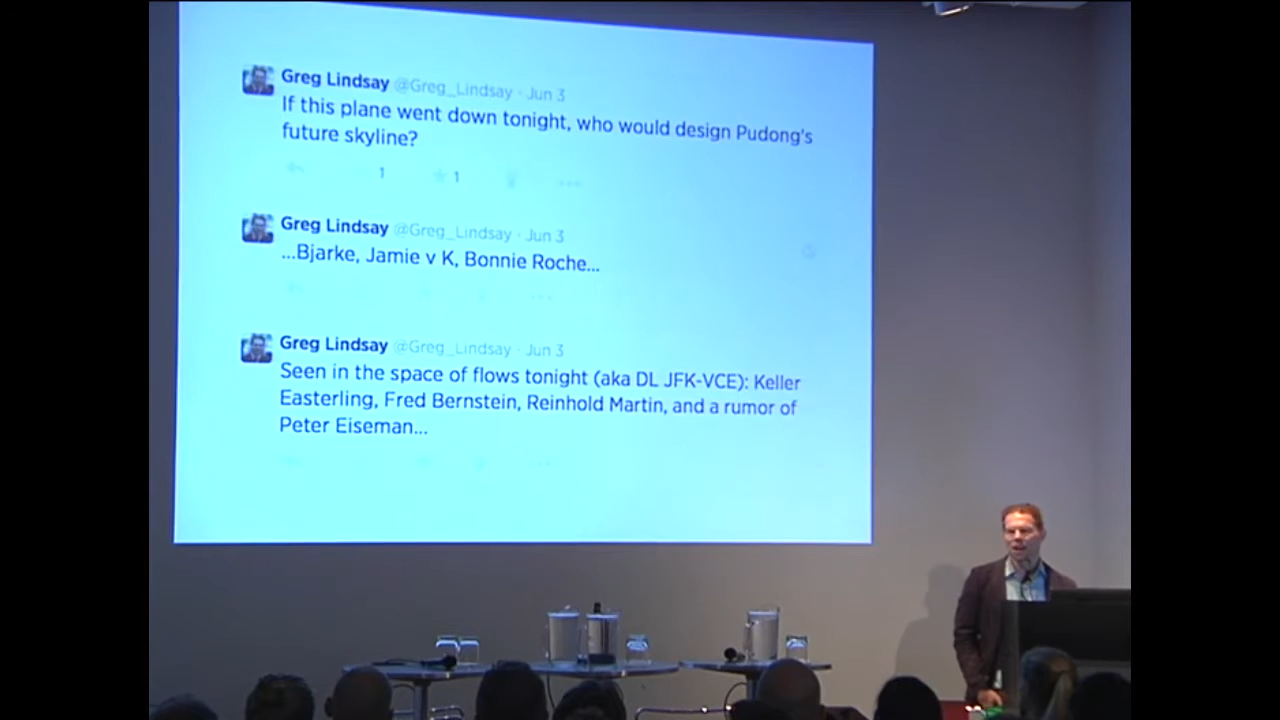 Greg Lindsay @Greg_Lindsay · Jun 3
If this plane went down tonight, who would design Pudong's
future skyline?
1 1
Greg Lindsay @Greg_Lindsay · Jun 3
...Bjarke, Jamie v K, Bonnie Roche...
Greg Lindsay @Greg_Lindsay · Jun 3
Seen in the space of flows tonight (aka DL JFK-VCE): Keller
Easterling, Fred Bernstein, Reinhold Martin, and a rumor of
Peter Eiseman...